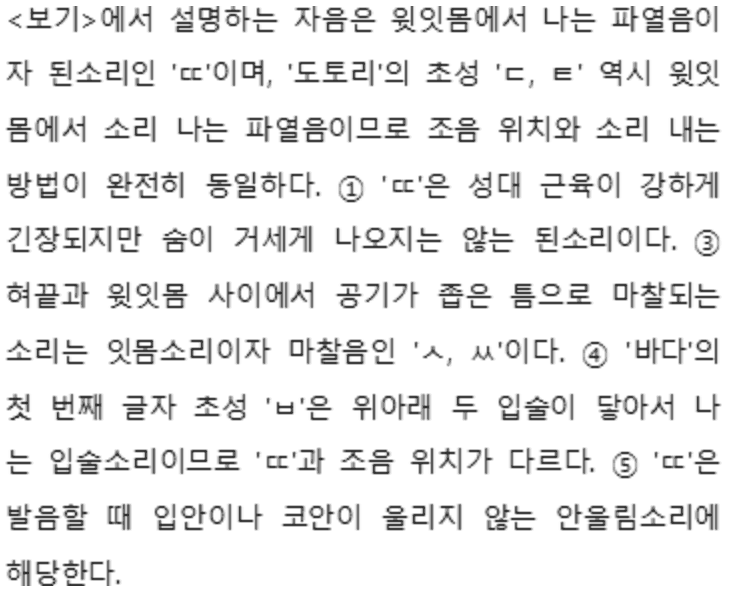 <보기>에서 설명하는 자음은 윗잇몸에서 나는 파열음이
자 된소리인 'ㄸ'이며, '도토리'의 초성 'ㄷ, ㅌ' 역시 윗잇
몸에서 소리 나는 파열음이므로 조음 위치와 소리 내는
방법이 완전히 동일하다. ① 'ㄸ'은 성대 근육이 강하게
긴장되지만 숨이 거세게 나오지는 않는 된소리이다. ③
혀끝과 윗잇몸 사이에서 공기가 좁은 틈으로 마찰되는
소리는 잇몸소리이자 마찰음인 'ㅅ, ㅆ'이다. ④ '바다'의
첫 번째 글자 초성 'ㅂ'은 위아래 두 입술이 닿아서 나
는 입술소리이므로 'ㄸ'과 조음 위치가 다르다. ⑤ 'ㄸ'은
발음할 때 입안이나 코안이 울리지 않는 안울림소리에
해당한다.